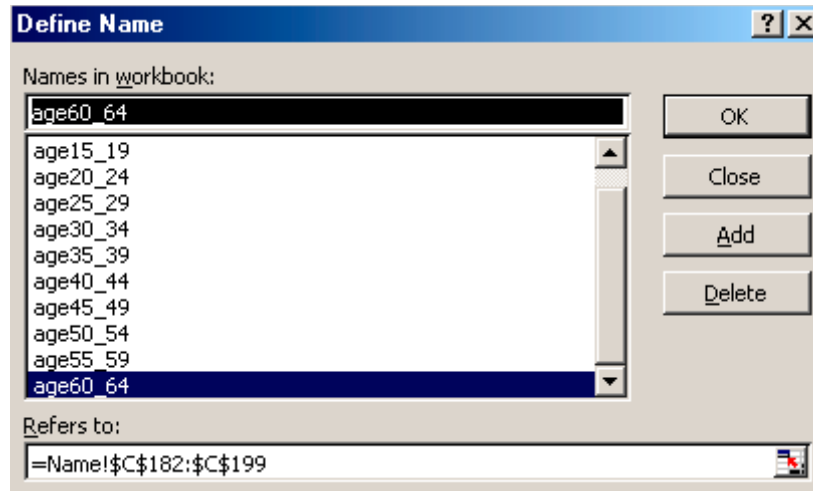 Define Name
Names in workbook:
age60_64
OK
age15_19
age20_24
Close
age25_29
age30_34
Add
age35_39
age40_44
Delete
age45_49
age50_54
age55_59
age60_64
Refers to:
=Name!$C$182:$C$199